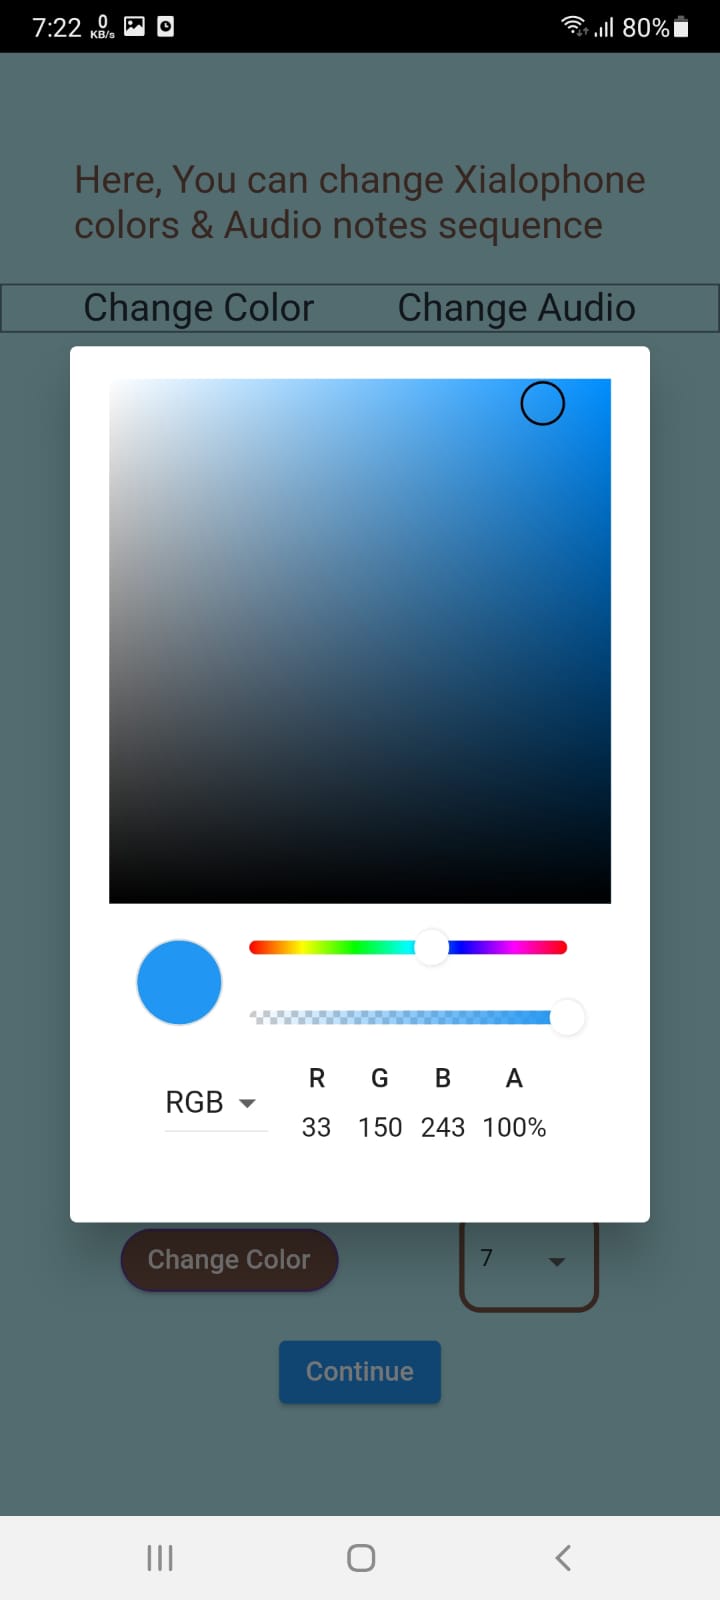 7:22 0 KB/s 80%
Here, You can change Xialophone
colors & Audio notes sequence
Change Color Change Audio
R G B A
RGB
33 150 243 100%
Change Color 7
Continue